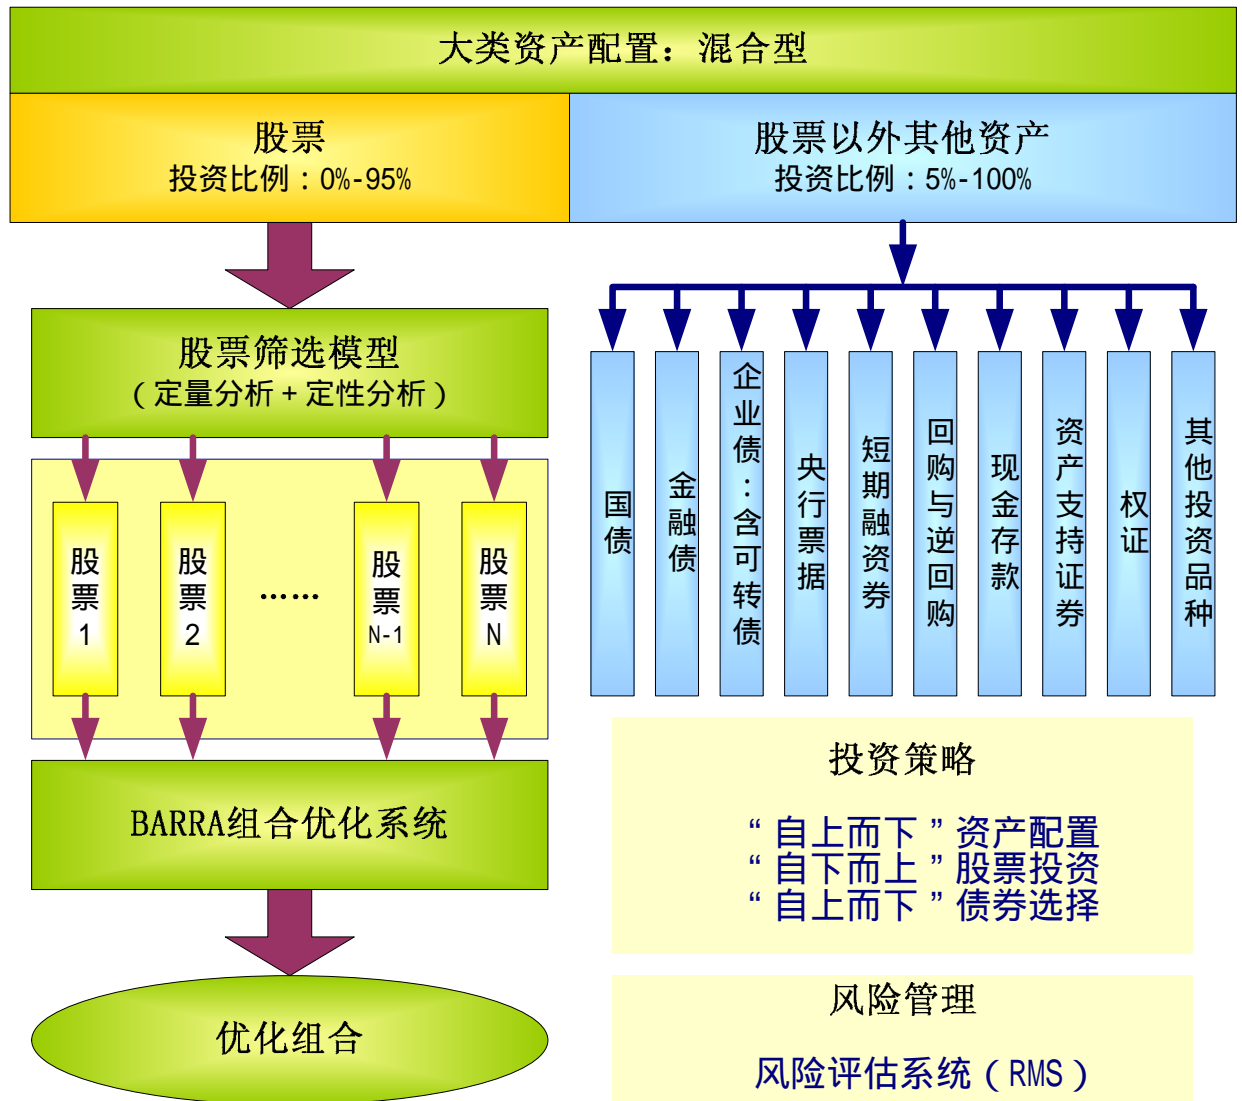 大类资产配置：混合型
股票
投资比例：0%-95%
股票以外其他资产
投资比例：5%-100%
股票筛选模型
（定量分析+定性分析）
股票1
股票2
……
股票N-1
股票N
BARRA组合优化系统
优化组合
国债
金融债
企业债：含可转债
央行票据
短期融资券
回购与逆回购
现金存款
资产支持证券
权证
其他投资品种
投资策略
“自上而下”资产配置
“自下而上”股票投资
“自上而下”债券选择
风险管理
风险评估系统（RMS）